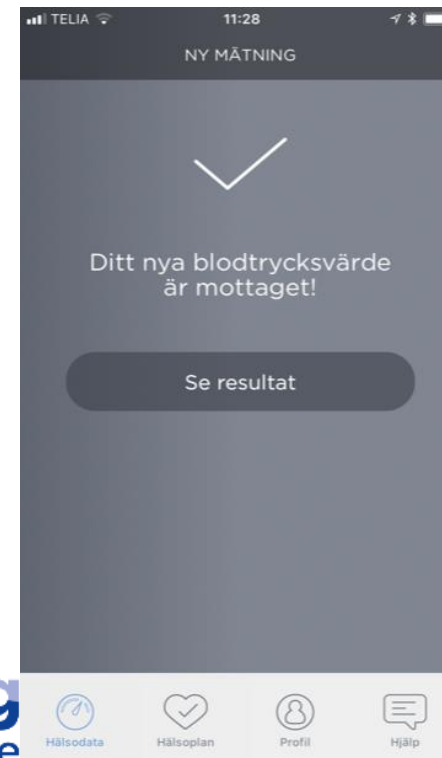 TELIA 11:28
NY MÄTNING
Ditt nya blodtrycksvärde
är mottaget!
Se resultat
Hälsodata Hälsoplan Profil Hjälp